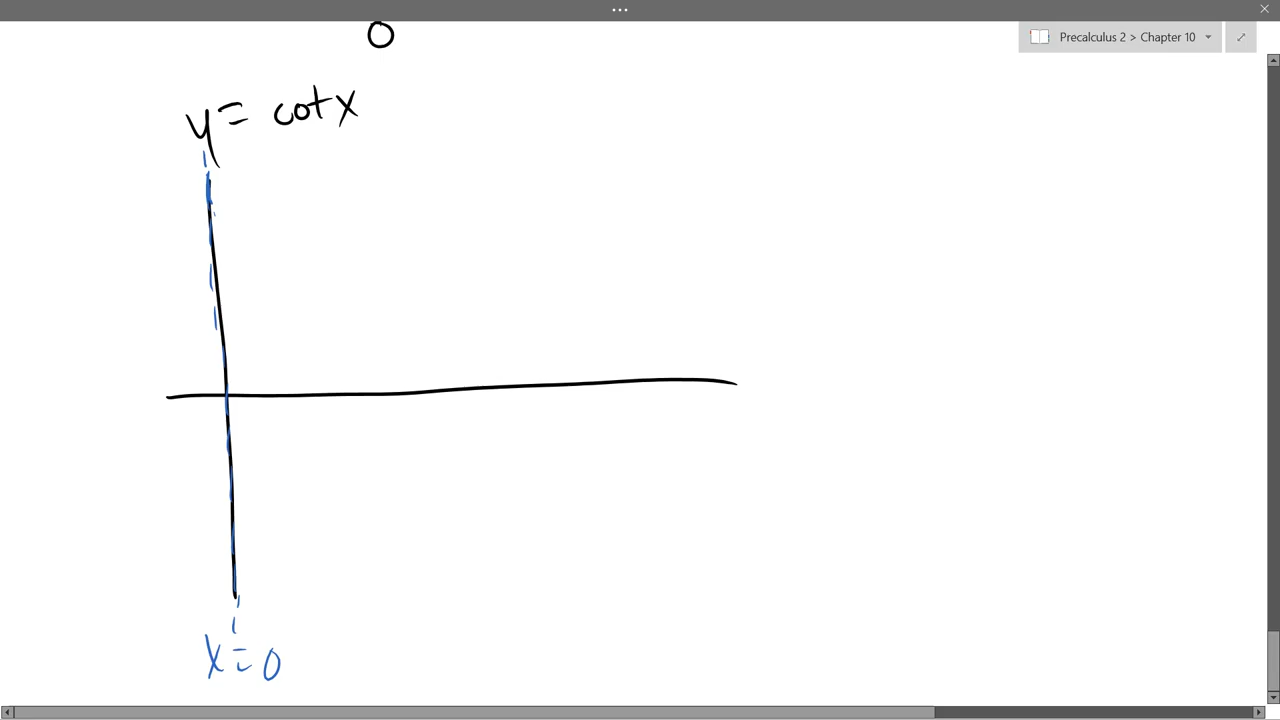 0
Precalculus 2 > Chapter 10
y = cot x
x = 0